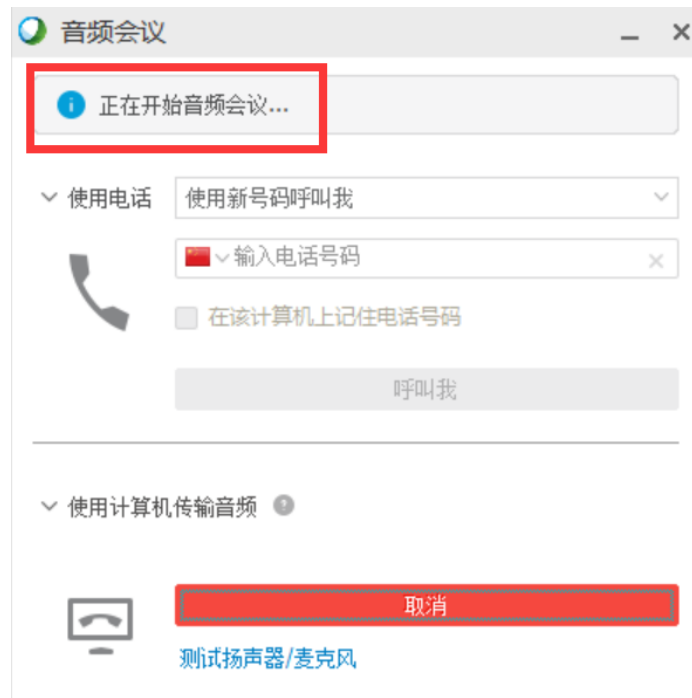 音频会议
正在开始音频会议...
使用电话
使用新号码呼叫我
输入电话号码
在该计算机上记住电话号码
呼叫我
使用计算机传输音频
取消
测试扬声器/麦克风